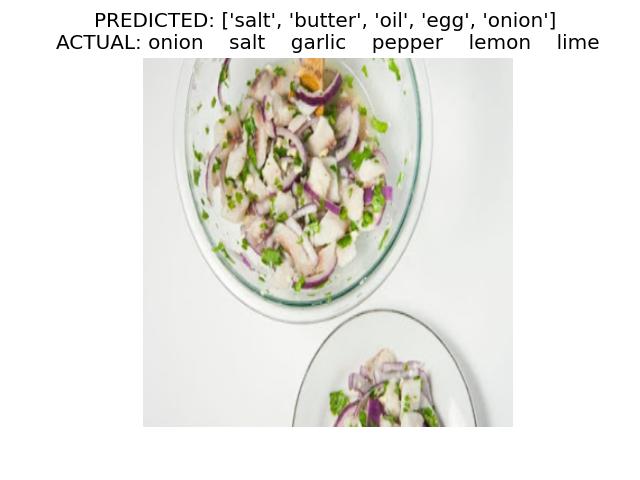 PREDICTED: ['salt', 'butter', 'oil', 'egg', 'onion']
ACTUAL: onion    salt    garlic    pepper    lemon    lime